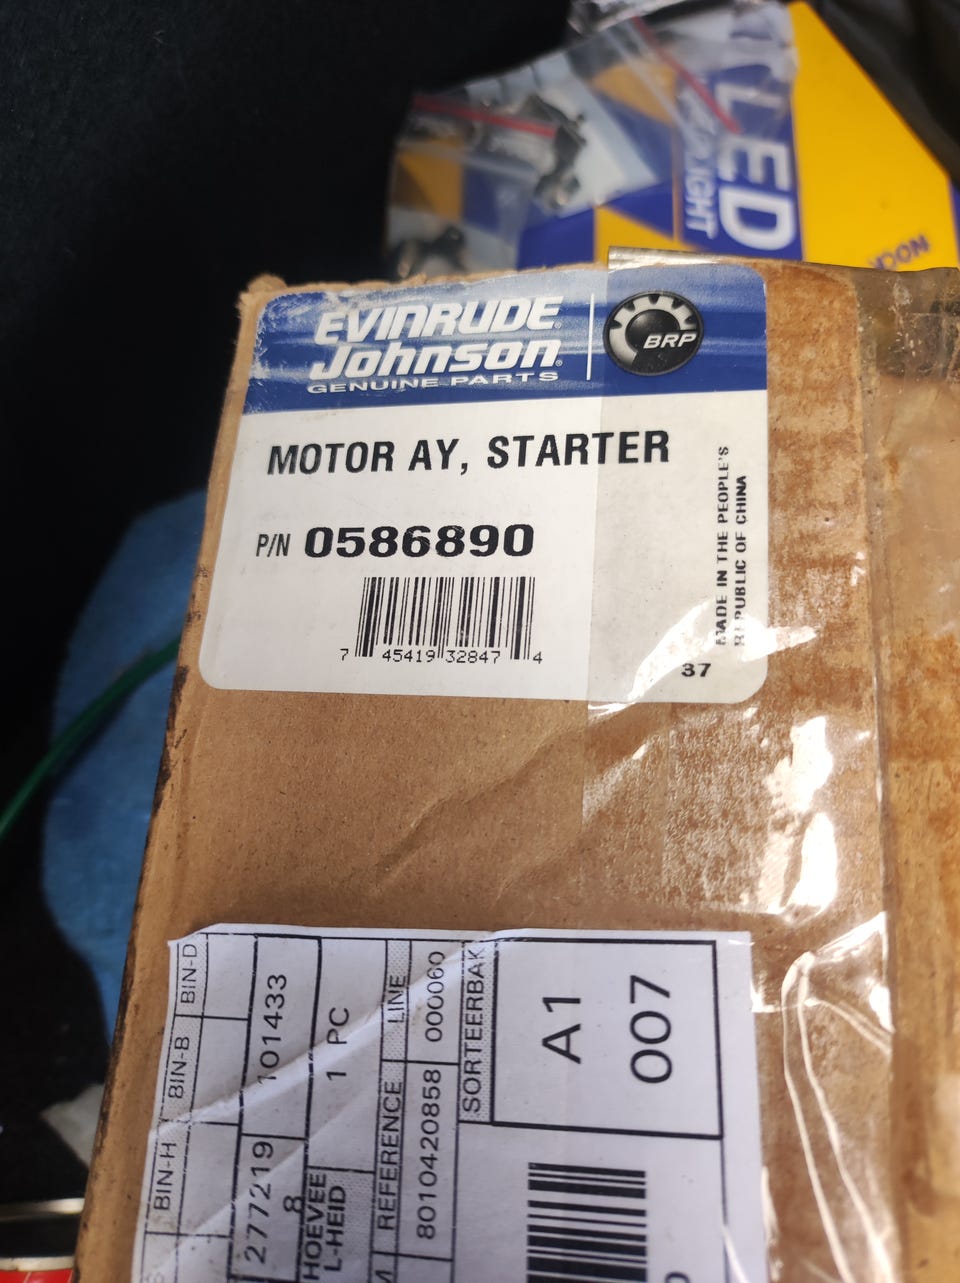 LED
HEADLIGHT
EVINRUDE
Johnson
GENUINE PARTS
BRP
MOTOR AY, STARTER
P/N 0586890
7 45419 32847 4
MADE IN THE PEOPLE'S
REPUBLIC OF CHINA
37
BIN-H BIN-B BIN-D
277219 101433
8
HOEVEE
L-HEID
1 PC
REFERENCE LINE
8010420858 000060
SORTEERBAK
A1
007